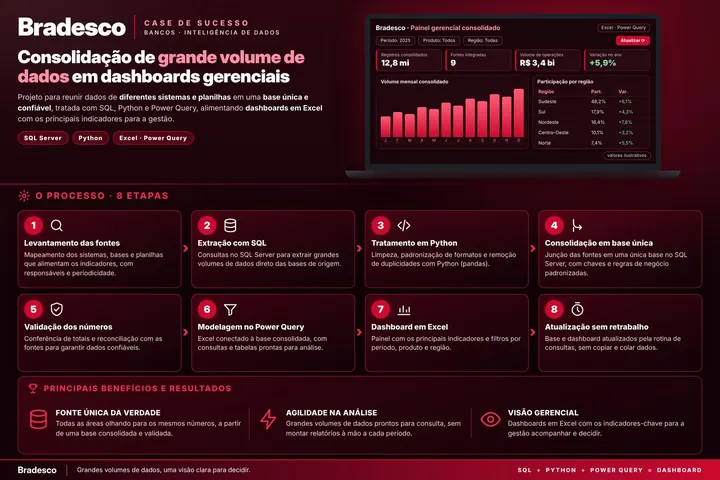 Bradesco
CASE DE SUCESSO
BANCOS · INTELIGÊNCIA DE DADOS
Consolidação de grande volume de
dados em dashboards gerenciais
Projeto para reunir dados de diferentes sistemas e planilhas em uma base única e
confiável, tratada com SQL, Python e Power Query, alimentando dashboards em Excel
com os principais indicadores para a gestão.
SQL Server
Python
Excel · Power Query
Bradesco · Painel gerencial consolidado
Excel · Power Query
Período: 2025
Produto: Todos
Região: Todas
Atualizar ⟳
Registros consolidados
12,8 mi
Fontes integradas
9
Volume de operações
R$ 3,4 bi
Variação no ano
+5,9%
Volume mensal consolidado
J F M A M J J A S O N D
Participação por região
Região Part. Var.
Sudeste 48,2% +6,1%
Sul 17,9% +4,3%
Nordeste 16,4% +7,8%
Centro-Oeste 10,1% +3,2%
Norte 7,4% +5,5%
valores ilustrativos
O PROCESSO · 8 ETAPAS
1
Levantamento das fontes
Mapeamento dos sistemas, bases e planilhas
que alimentam os indicadores, com
responsáveis e periodicidade.
2
Extração com SQL
Consultas no SQL Server para extrair grandes
volumes de dados direto das bases de origem.
3
Tratamento em Python
Limpeza, padronização de formatos e remoção
de duplicidades com Python (pandas).
4
Consolidação em base única
Junção das fontes em uma única base no SQL
Server, com chaves e regras de negócio
padronizadas.
5
Validação dos números
Conferência de totais e reconciliação com as
fontes para garantir dados confiáveis.
6
Modelagem no Power Query
Excel conectado à base consolidada, com
consultas e tabelas prontas para análise.
7
Dashboard em Excel
Painel com os principais indicadores e filtros por
período, produto e região.
8
Atualização sem retrabalho
Base e dashboard atualizados pela rotina de
consultas, sem copiar e colar dados.
PRINCIPAIS BENEFÍCIOS E RESULTADOS
FONTE ÚNICA DA VERDADE
Todas as áreas olhando para os mesmos números, a partir
de uma base consolidada e validada.
AGILIDADE NA ANÁLISE
Grandes volumes de dados prontos para consulta, sem
montar relatórios à mão a cada período.
VISÃO GERENCIAL
Dashboards em Excel com os indicadores-chave para a
gestão acompanhar e decidir.
Bradesco
Grandes volumes de dados, uma visão clara para decidir.
SQL + PYTHON + POWER QUERY = DASHBOARD